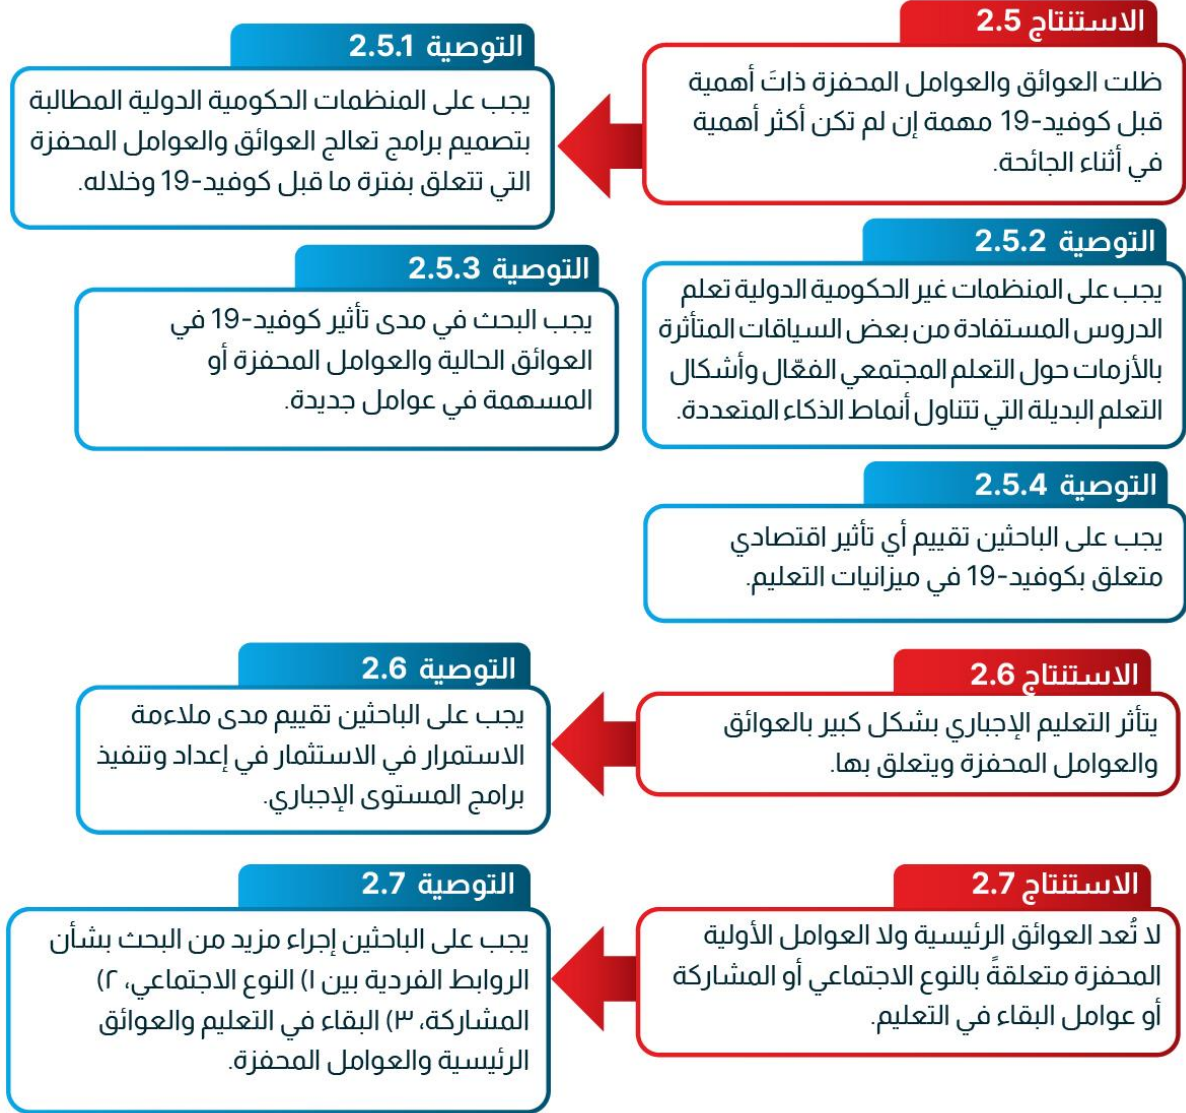 الاستنتاج 2.5
ظلت العوائق والعوامل المحفزة ذاتَ أهمية
قبل كوفيد-19 مهمة إن لم تكن أكثر أهمية
في أثناء الجائحة.
التوصية 2.5.1
يجب على المنظمات الحكومية الدولية المطالبة
بتصميم برامج تعالج العوائق والعوامل المحفزة
التي تتعلق بفترة ما قبل كوفيد-19 وخلاله.
التوصية 2.5.2
يجب على المنظمات غير الحكومية الدولية تعلم
الدروس المستفادة من بعض السياقات المتأثرة
بالأزمات حول التعلم المجتمعي الفعّال وأشكال
التعلم البديلة التي تتناول أنماط الذكاء المتعددة.
التوصية 2.5.3
يجب البحث في مدى تأثير كوفيد-19 في
العوائق الحالية والعوامل المحفزة أو
المسهمة في عوامل جديدة.
التوصية 2.5.4
يجب على الباحثين تقييم أي تأثير اقتصادي
متعلق بكوفيد-19 في ميزانيات التعليم.
الاستنتاج 2.6
يتأثر التعليم الإجباري بشكل كبير بالعوائق
والعوامل المحفزة ويتعلق بها.
التوصية 2.6
يجب على الباحثين تقييم مدى ملاءمة
الاستمرار في الاستثمار في إعداد وتنفيذ
برامج المستوى الإجباري.
الاستنتاج 2.7
لا تُعد العوائق الرئيسية ولا العوامل الأولية
المحفزة متعلقةً بالنوع الاجتماعي أو المشاركة
أو عوامل البقاء في التعليم.
التوصية 2.7
يجب على الباحثين إجراء مزيد من البحث بشأن
الروابط الفردية بين ١) النوع الاجتماعي، ٢)
المشاركة، ٣) البقاء في التعليم والعوائق
الرئيسية والعوامل المحفزة.